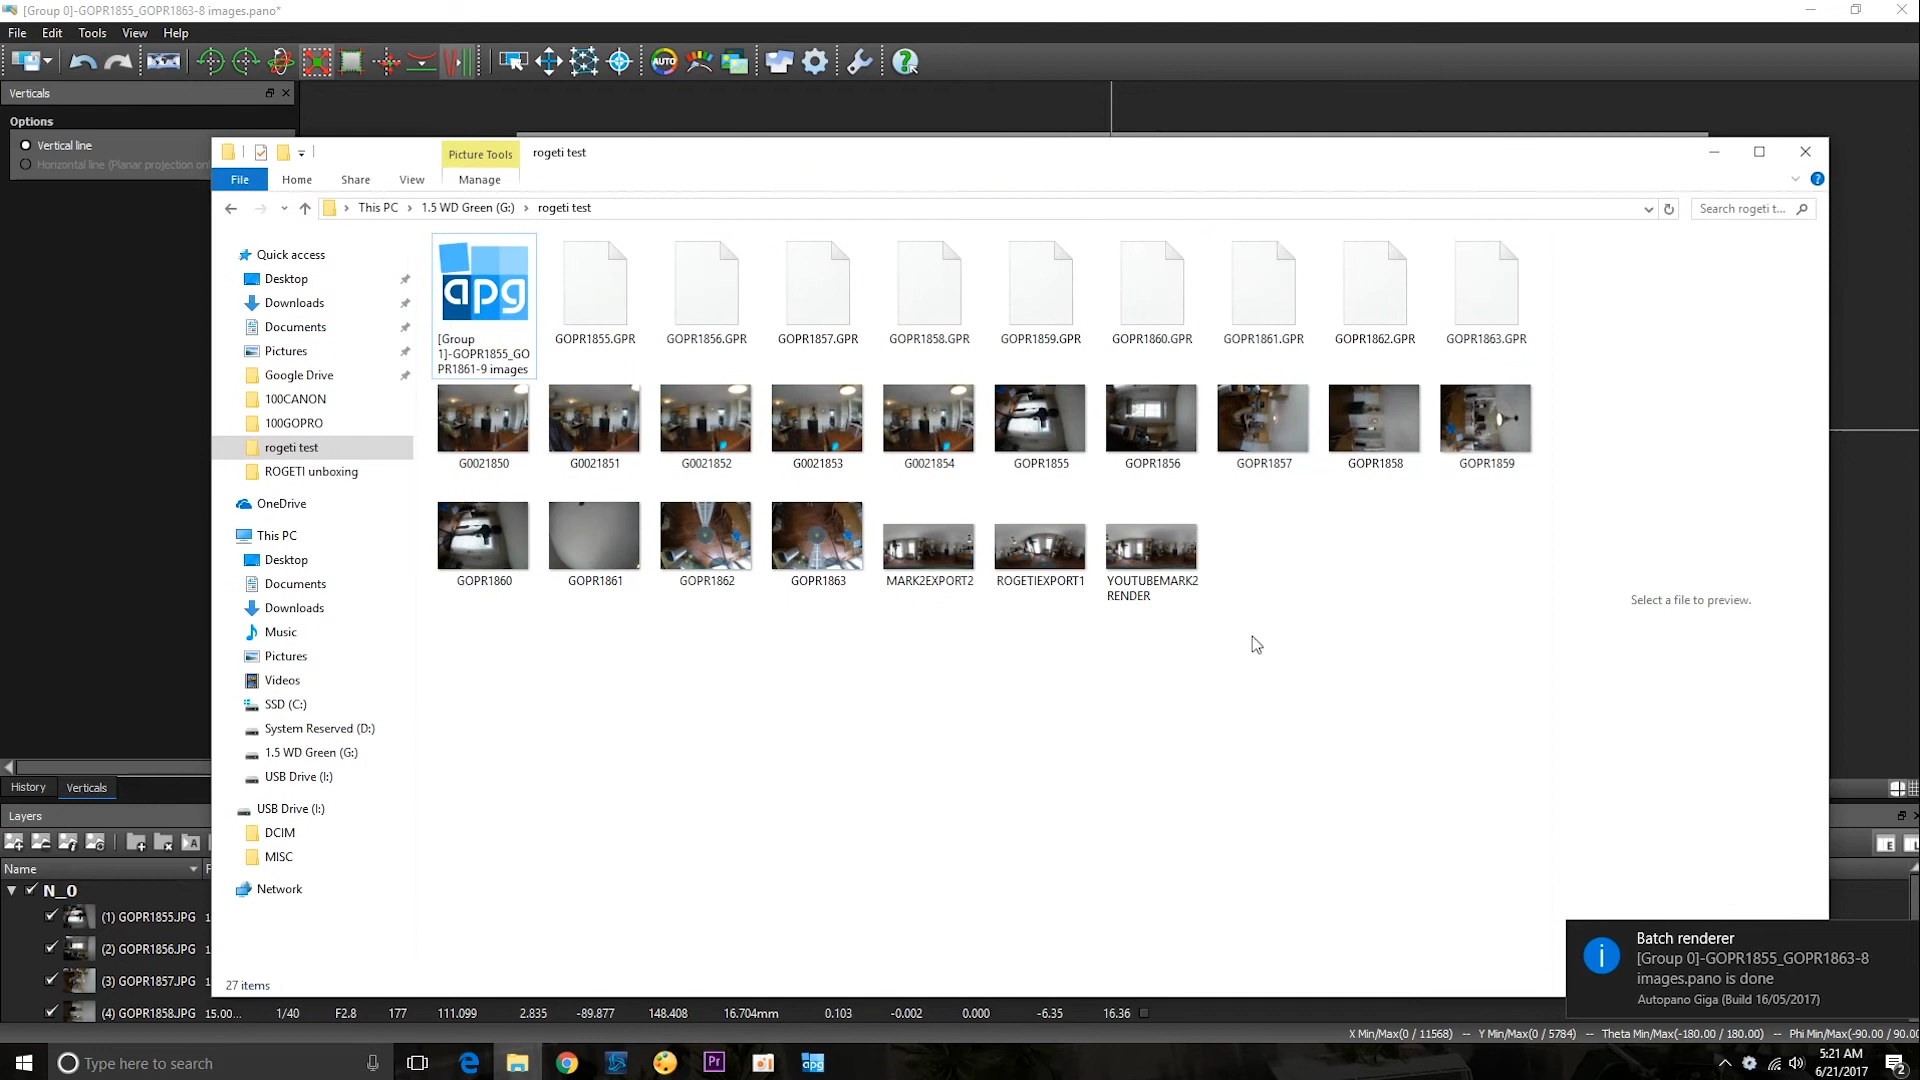 [Group 0]-GOPR1855_GOPR1863-8 images.pano*
File Edit Tools View Help
AUTO
Verticals
Options
Vertical line
Horizontal line (Planar projection on
Picture Tools
rogeti test
File Home Share View Manage
This PC 1.5 WD Green (G:) rogeti test
Search rogeti t...
Quick access
Desktop
Downloads
Documents
Pictures
Google Drive
100CANON
100GOPRO
rogeti test
ROGETI unboxing
OneDrive
This PC
Desktop
Documents
Downloads
Music
Pictures
Videos
SSD (C:)
System Reserved (D:)
1.5 WD Green (G:)
USB Drive (I:)
USB Drive (I:)
DCIM
MISC
Network
27 items
apg
[Group
1]-GOPR1855_GO
PR1861-9 images
GOPR1855.GPR GOPR1856.GPR GOPR1857.GPR GOPR1858.GPR GOPR1859.GPR GOPR1860.GPR GOPR1861.GPR GOPR1862.GPR GOPR1863.GPR
G0021850 G0021851 G0021852 G0021853 G0021854 GOPR1855 GOPR1856 GOPR1857 GOPR1858 GOPR1859
GOPR1860 GOPR1861 GOPR1862 GOPR1863 MARK2EXPORT2 ROGETIEXPORT1 YOUTUBEMARK2
RENDER
Select a file to preview.
History Verticals
Layers
Name F
N_0
(1) GOPR1855.JPG 1
(2) GOPR1856.JPG 1
(3) GOPR1857.JPG 1
(4) GOPR1858.JPG 15.00... 1/40 F2.8 177 111.099 2.835 -89.877 148.408 16.704mm 0.103 -0.002 0.000 -6.35 16.36
Batch renderer
[Group 0]-GOPR1855_GOPR1863-8
images.pano is done
Autopano Giga (Build 16/05/2017)
X Min/Max(0 / 11568) -- Y Min/Max(0 / 5784) -- Theta Min/Max(-180.00 / 180.00) -- Phi Min/Max(-90.00 / 90.00
Type here to search
Pr
apg
5:21 AM
6/21/2017
2